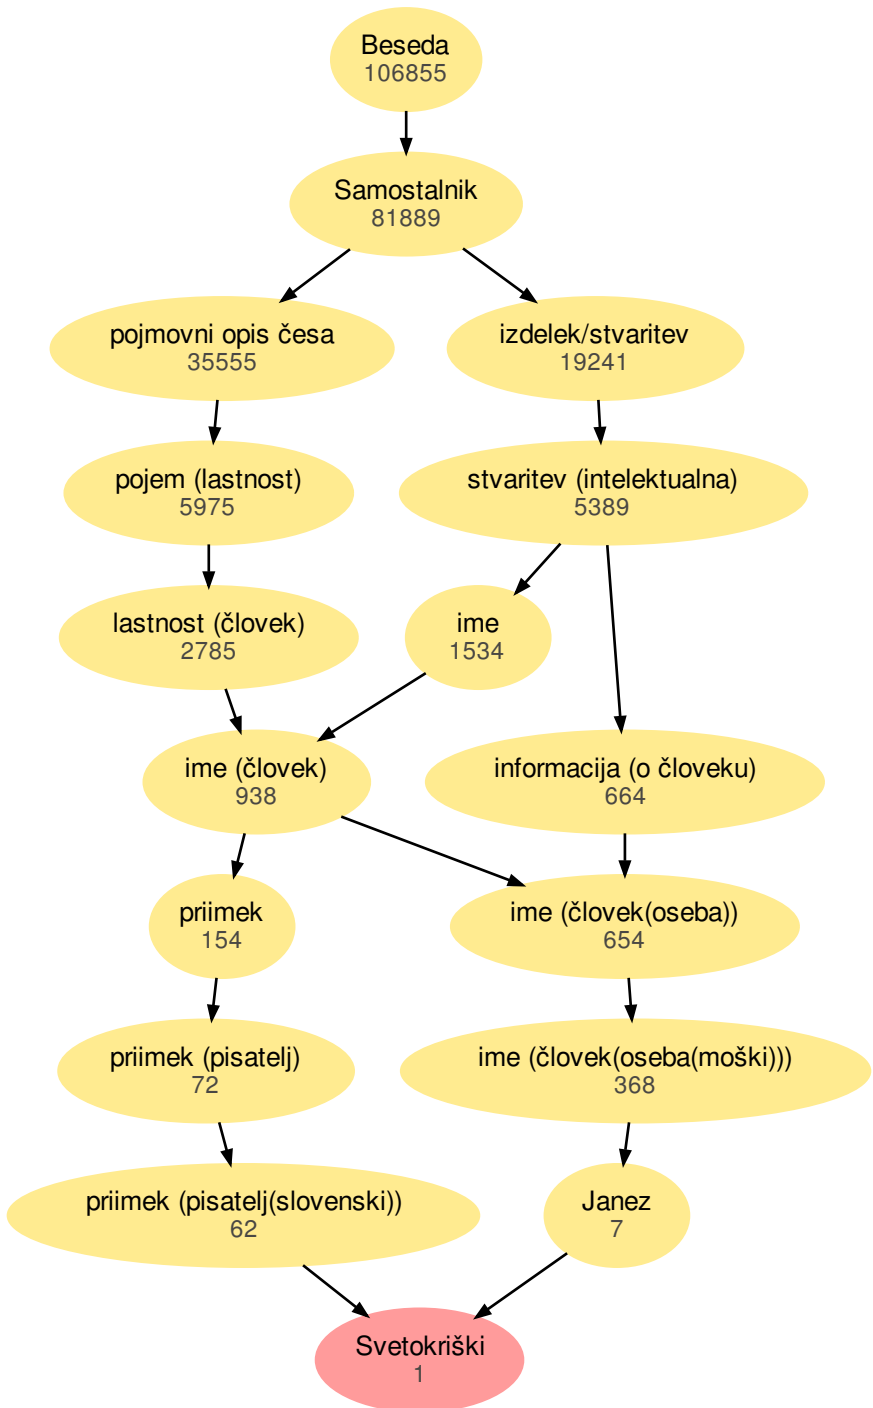 Beseda
106855
Samostalnik
81889
pojmovni opis česa
35555
izdelek/stvaritev
19241
pojem (lastnost)
5975
stvaritev (intelektualna)
5389
lastnost (človek)
2785
ime
1534
ime (človek)
938
informacija (o človeku)
664
priimek
154
ime (človek(oseba))
654
priimek (pisatelj)
72
ime (človek(oseba(moški)))
368
priimek (pisatelj(slovenski))
62
Janez
7
Svetokriški
1